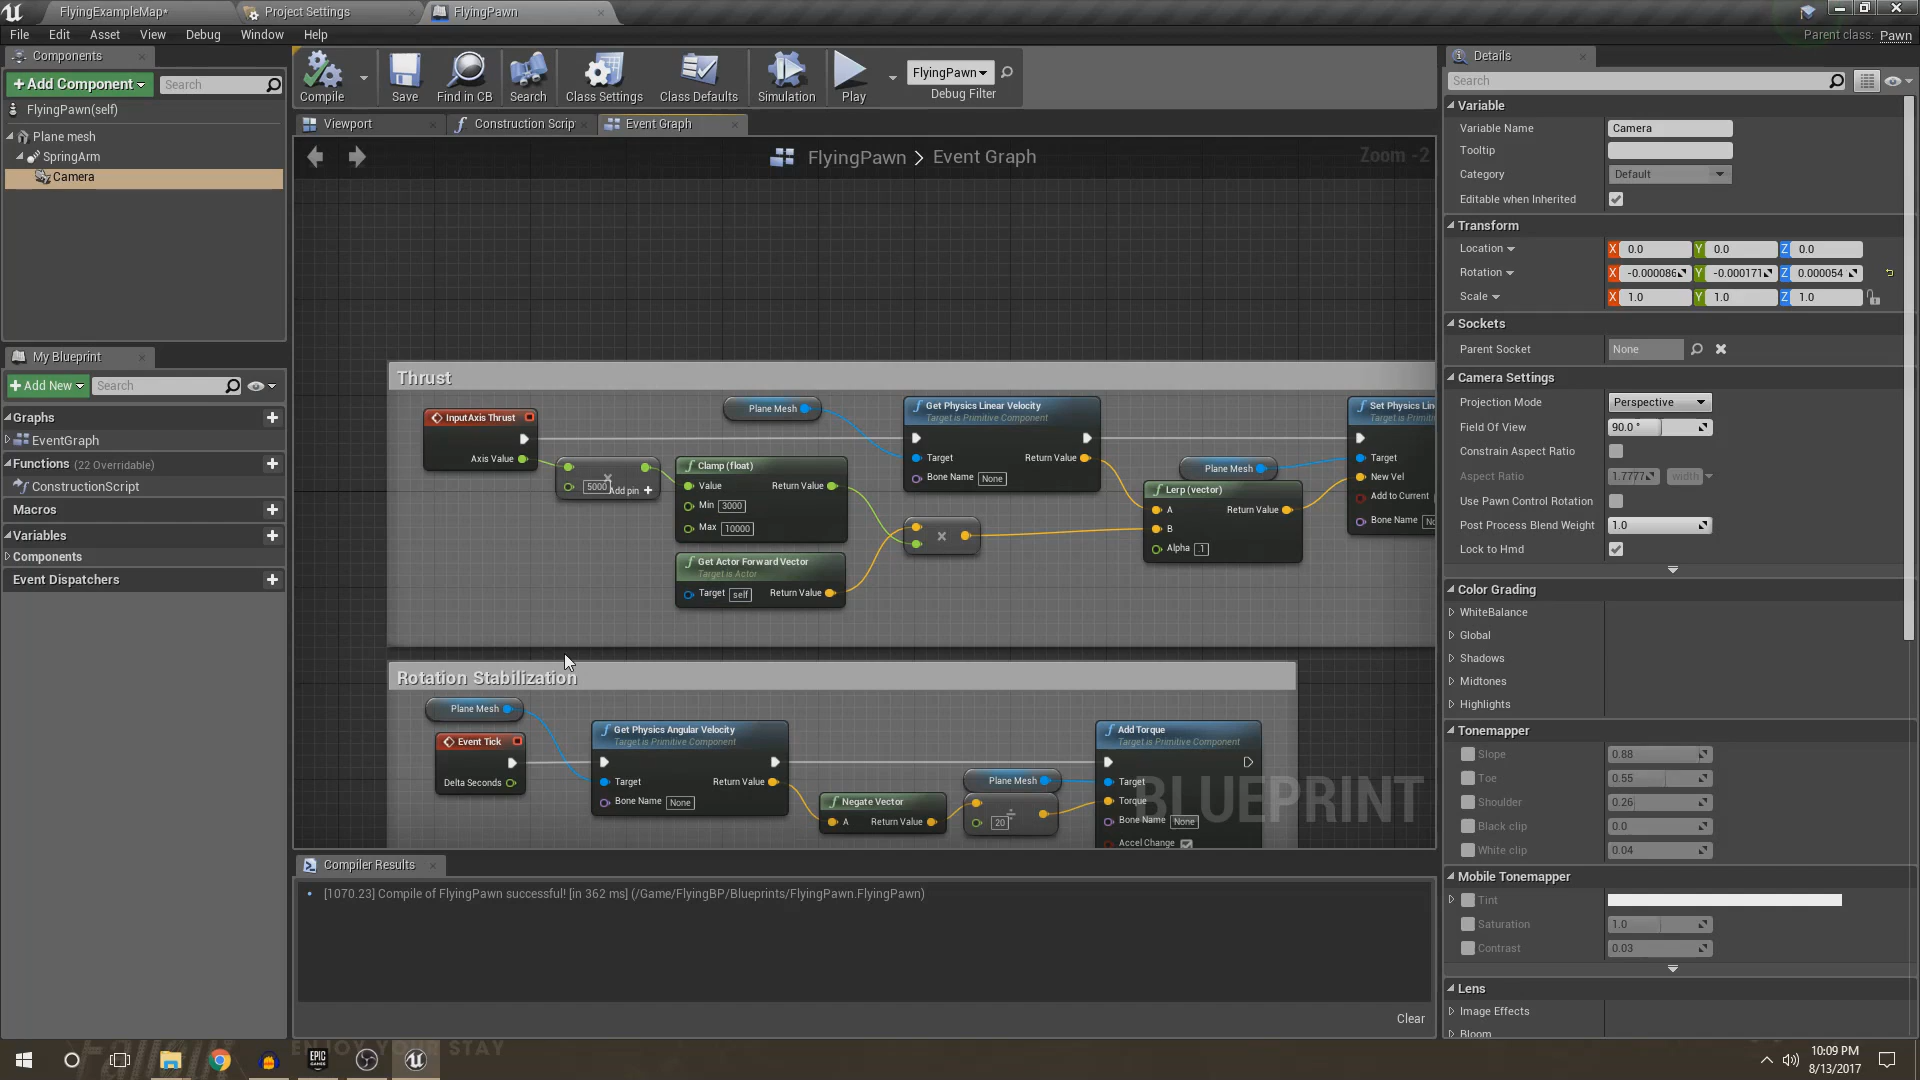 FlyingExampleMap*
Project Settings
FlyingPawn
File Edit Asset View Debug Window Help
Parent class: Pawn
Components
Add Component
Search
FlyingPawn(self)
Plane mesh
SpringArm
Camera
My Blueprint
Add New
Search
Graphs
EventGraph
Functions (22 Overridable)
ConstructionScript
Macros
Variables
Components
Event Dispatchers
Compile
Save
Find in CB
Search
Class Settings
Class Defaults
Simulation
Play
FlyingPawn
Debug Filter
Viewport
Construction Scrip
Event Graph
FlyingPawn > Event Graph
Zoom -2
Thrust
InputAxis Thrust
Axis Value
5000
Add pin +
Plane Mesh
Clamp (float)
Value Return Value
Min 3000
Max 10000
Get Actor Forward Vector
Target is Actor
Target self Return Value
Get Physics Linear Velocity
Target is Primitive Component
Target Return Value
Bone Name None
Plane Mesh
Lerp (vector)
A Return Value
B
Alpha .1
Set Physics Lin
Target is Primitive
Target
New Vel
Add to Current
Bone Name No
Rotation Stabilization
Plane Mesh
Event Tick
Delta Seconds
Get Physics Angular Velocity
Target is Primitive Component
Target Return Value
Bone Name None
Negate Vector
A Return Value
Plane Mesh
20
Add Torque
Target is Primitive Component
Target
Torque
Bone Name None
Accel Change
BLUEPRINT
Compiler Results
[1070.23] Compile of FlyingPawn successful! [in 362 ms] (/Game/FlyingBP/Blueprints/FlyingPawn.FlyingPawn)
Clear
Details
Search
Variable
Variable Name Camera
Tooltip
Category Default
Editable when Inherited
Transform
Location X 0.0 Y 0.0 Z 0.0
Rotation X -0.000086 Y -0.000171 Z 0.000054
Scale X 1.0 Y 1.0 Z 1.0
Sockets
Parent Socket None
Camera Settings
Projection Mode Perspective
Field Of View 90.0 °
Constrain Aspect Ratio
Aspect Ratio 1.7777 width
Use Pawn Control Rotation
Post Process Blend Weight 1.0
Lock to Hmd
Color Grading
WhiteBalance
Global
Shadows
Midtones
Highlights
Tonemapper
Slope 0.88
Toe 0.55
Shoulder 0.26
Black clip 0.0
White clip 0.04
Mobile Tonemapper
Tint
Saturation 1.0
Contrast 0.03
Lens
Image Effects
Bloom
EPIC
GAMES
ENJOY YOUR STAY
10:09 PM
8/13/2017